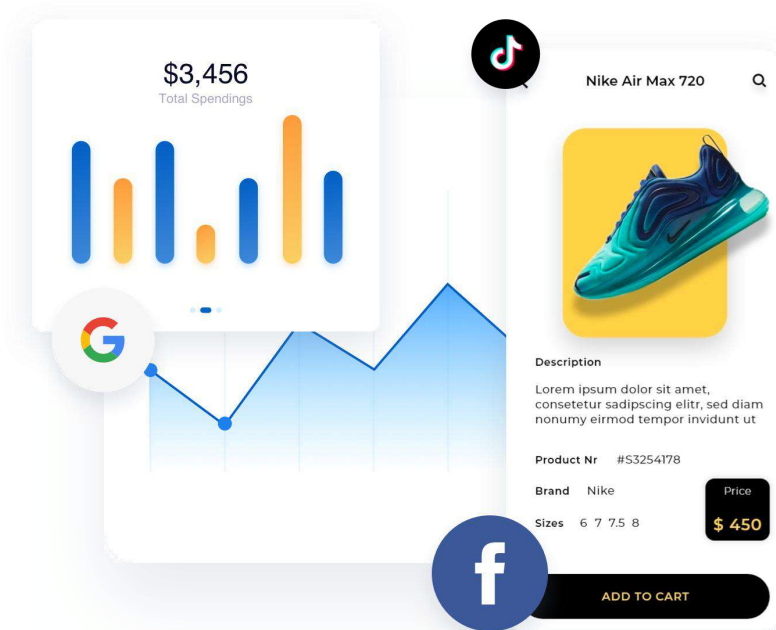 $3,456
Total Spendings
Nike Air Max 720
Description
Lorem ipsum dolor sit amet,
consetetur sadipscing elitr, sed diam
nonumy eirmod tempor invidunt ut
Product Nr #S3254178
Brand Nike
Sizes 6 7 7.5 8
Price
$ 450
ADD TO CART